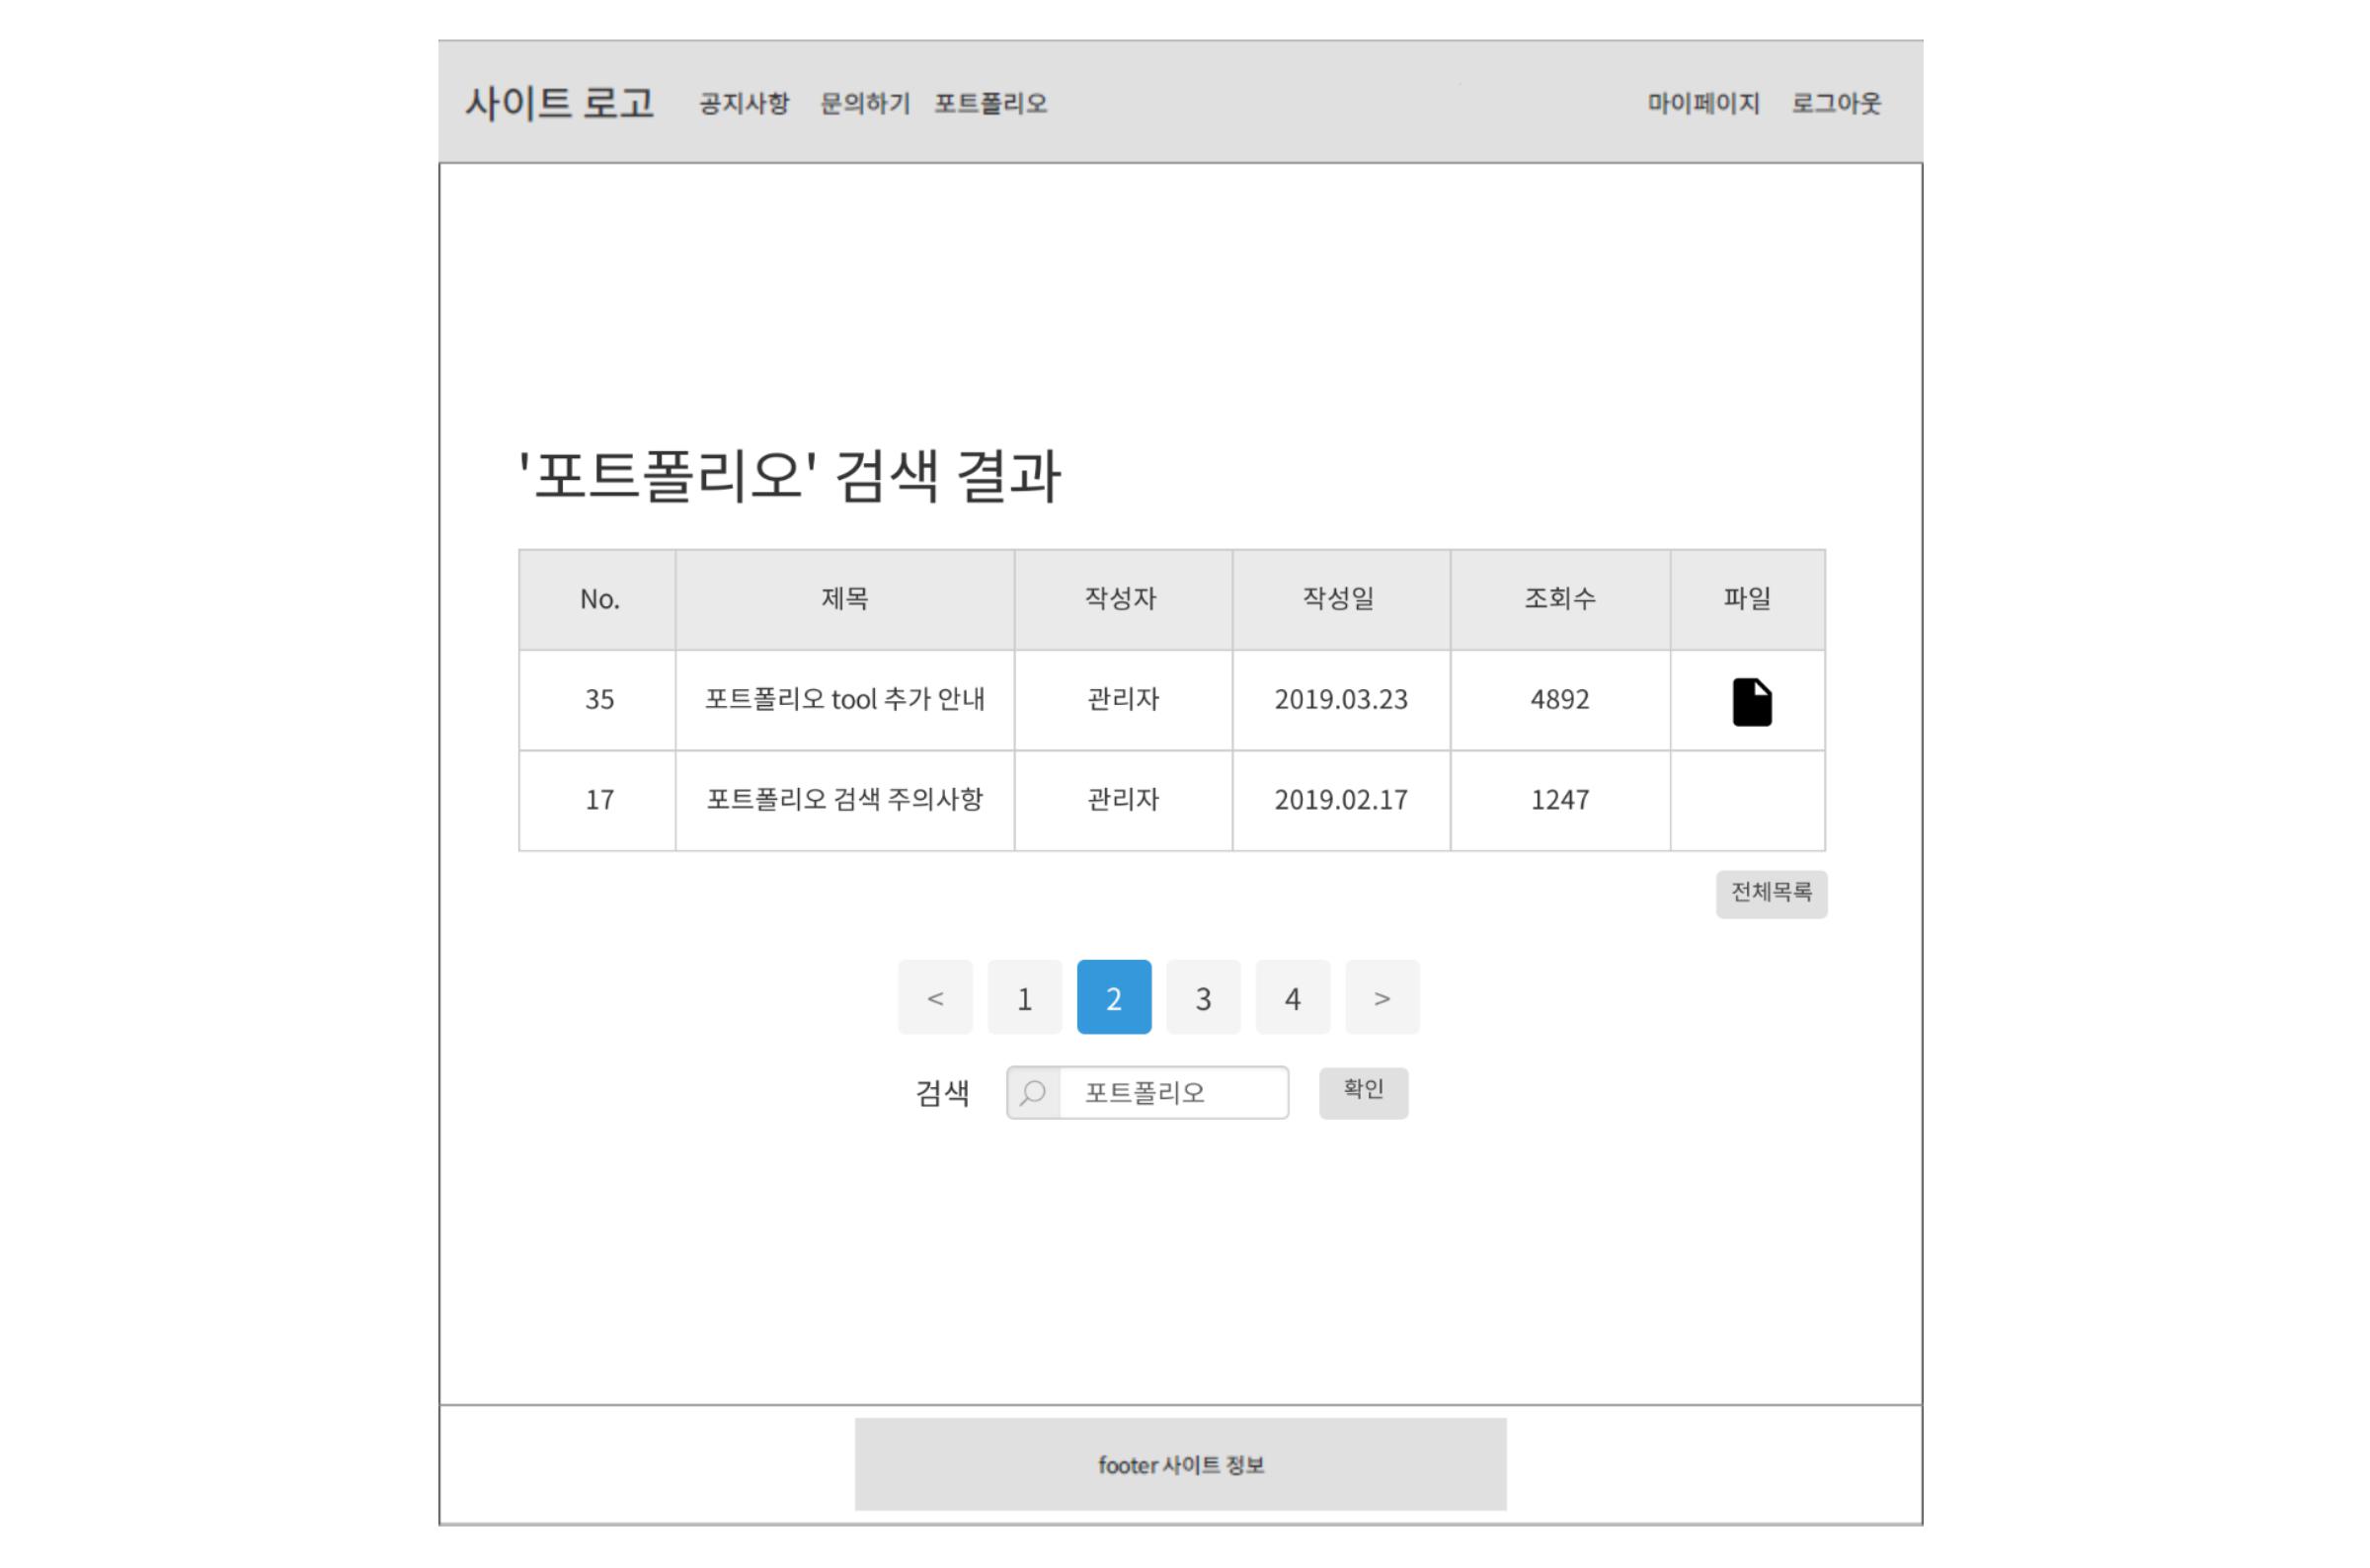 사이트 로고 공지사항 문의하기 포트폴리오 마이페이지 로그아웃
'포트폴리오' 검색 결과
No. 제목 작성자 작성일 조회수 파일
35 포트폴리오 tool 추가 안내 관리자 2019.03.23 4892
17 포트폴리오 검색 주의사항 관리자 2019.02.17 1247
전체목록
< 1 2 3 4 >
검색 포트폴리오 확인
footer 사이트 정보